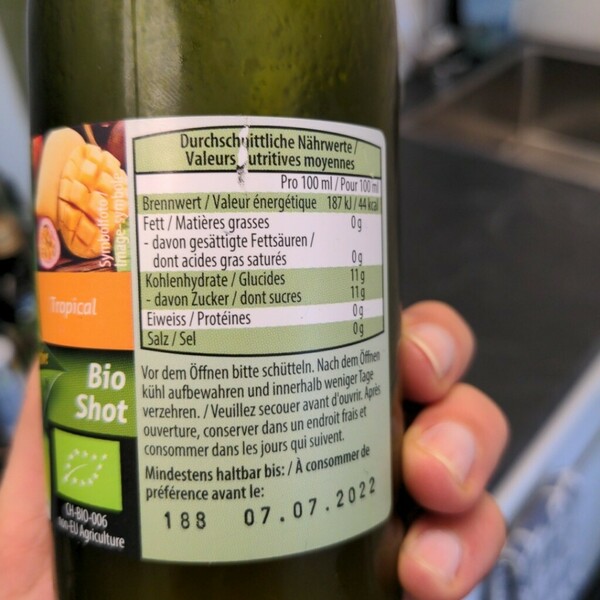 Durchschnittliche Nährwerte /
Valeurs nutritives moyennes
Pro 100 ml / Pour 100 ml
Brennwert / Valeur énergétique 187 kJ / 44 kcal
Fett / Matières grasses 0 g
- davon gesättigte Fettsäuren /
dont acides gras saturés 0 g
Kohlenhydrate / Glucides 11 g
- davon Zucker / dont sucres 11 g
Eiweiss / Protéines 0 g
Salz / Sel 0 g
Vor dem Öffnen bitte schütteln. Nach dem Öffnen
kühl aufbewahren und innerhalb weniger Tage
verzehren. / Veuillez secouer avant d'ouvrir. Après
ouverture, conserver dans un endroit frais et
consommer dans les jours qui suivent.
Mindestens haltbar bis: / À consommer de
préférence avant le:
188 07.07.2022
Symbolfoto/
Image symbole
Tropical
Bio
Shot
CH-BIO-006
non-EU Agriculture